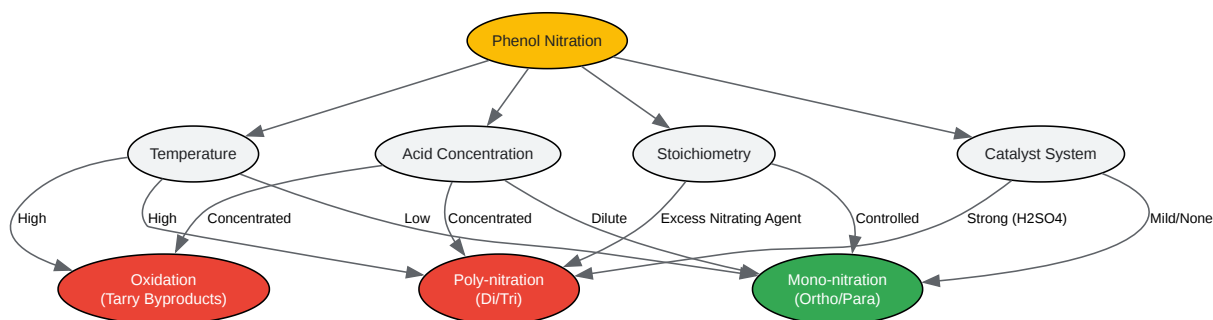 Phenol Nitration
Temperature
Acid Concentration
Stoichiometry
Catalyst System
High
High
Concentrated
Low
Concentrated
Dilute
Excess Nitrating Agent
Controlled
Strong (H2SO4)
Mild/None
Oxidation
(Tarry Byproducts)
Poly-nitration
(Di/Tri)
Mono-nitration
(Ortho/Para)